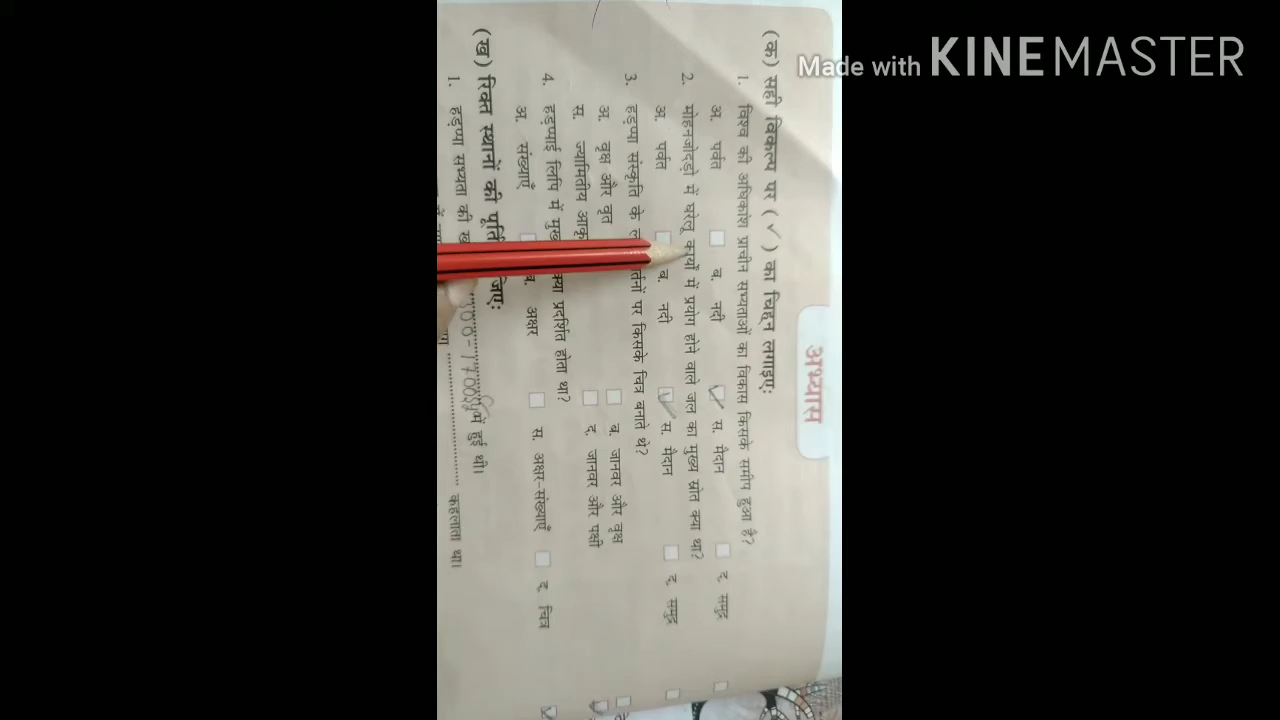 Made with KINEMASTER
अभ्यास
(क) सही विकल्प पर ( ✓ ) का चिह्न लगाइए:
1. विश्व की अधिकांश प्राचीन सभ्यताओं का विकास किसके समीप हुआ है?
अ. पर्वत ब. नदी स. मैदान द. समुद्र
2. मोहनजोदड़ो में घरेलू कार्यों में प्रयोग होने वाले जल का मुख्य स्रोत क्या था?
अ. पर्वत ब. नदी स. मैदान द. समुद्र
3. हड़प्पा संस्कृति के पर किसके चित्र बनाते थे?
अ. वृक्ष और वृत ब. जानवर और वृक्ष
स. ज्यामितीय द. जानवर और पक्षी
4. हड़प्पाई लिपि में क्या प्रदर्शित होता था?
अ. संख्याएँ ब. अक्षर स. अक्षर-संख्याएँ द. चित्र
(ख) रिक्त स्थानों की पूर्ति
1. हड़प्पा सभ्यता की में हुई थी।
कहलाता था।